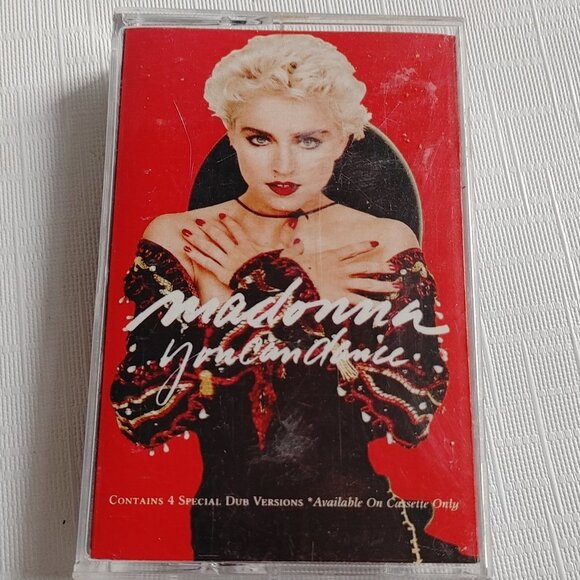 madonna
you can dance.
CONTAINS 4 SPECIAL DUB VERSIONS *Available On Cassette Only